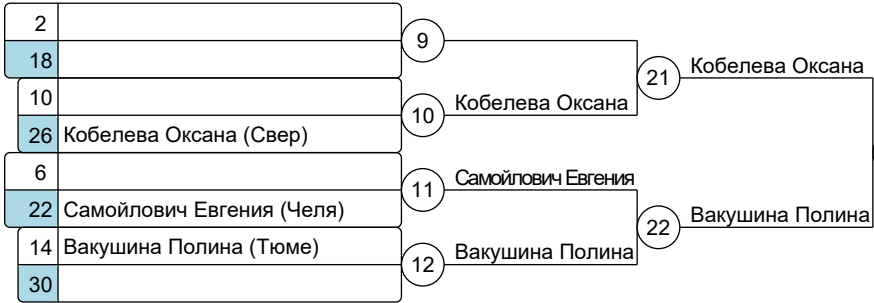 2
9
18
21 Кобелева Оксана
10
10 Кобелева Оксана
26 Кобелева Оксана (Свер)
6
11 Самойлович Евгения
22 Самойлович Евгения (Челя)
22 Вакушина Полина
14 Вакушина Полина (Тюме)
12 Вакушина Полина
30